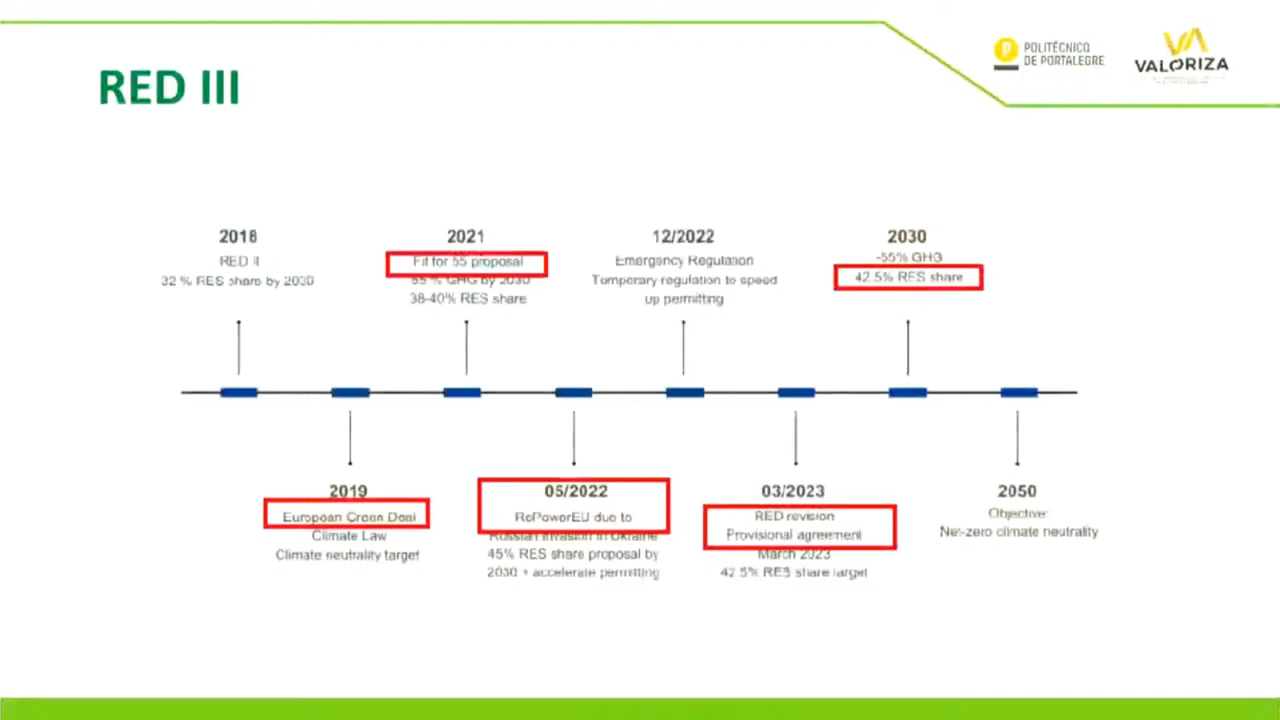 POLITÉCNICO
DE PORTALEGRE
VALORIZA
RED III
2018
RED II
32 % RES share by 2030
2021
Fit for 55 proposal
55 % GHG by 2030
38-40% RES share
12/2022
Emergency Regulation
Temporary regulation to speed
up permitting
2030
-55% GHG
42.5% RES share
2019
European Green Deal
Climate Law
Climate neutrality target
05/2022
RePowerEU due to
Russian invasion in Ukraine
45% RES share proposal by
2030 + accelerate permitting
03/2023
RED revision
Provisional agreement
March 2023
42.5% RES share target
2050
Objective:
Net-zero climate neutrality